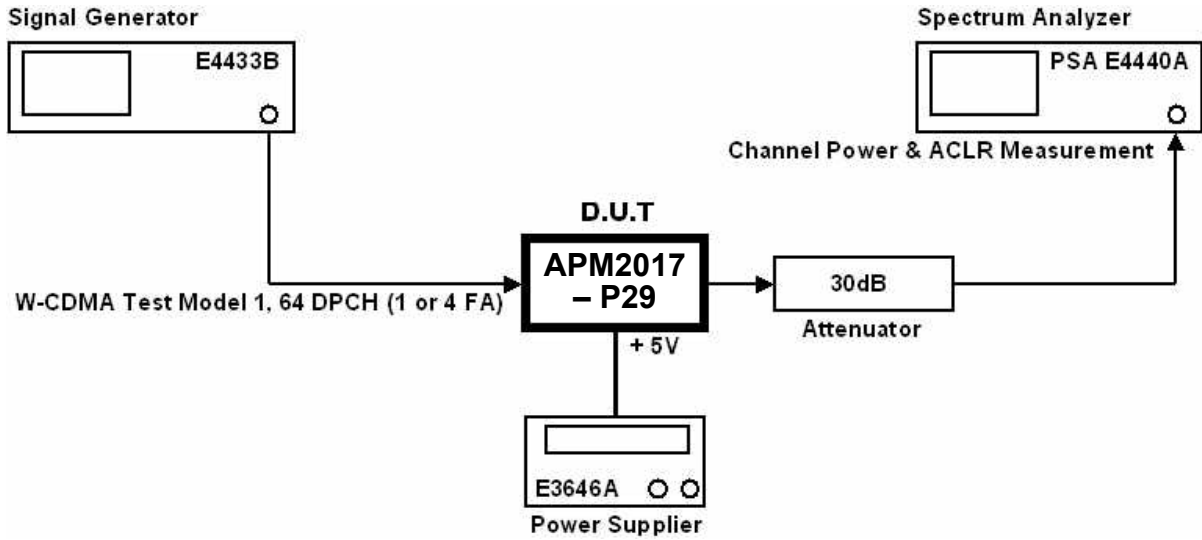 Signal Generator
Spectrum Analyzer
E4433B
PSA E4440A
Channel Power & ACLR Measurement
D.U.T
APM2017
– P29
30dB
W-CDMA Test Model 1, 64 DPCH (1 or 4 FA)
Attenuator
+ 5V
E3646A
Power Supplier